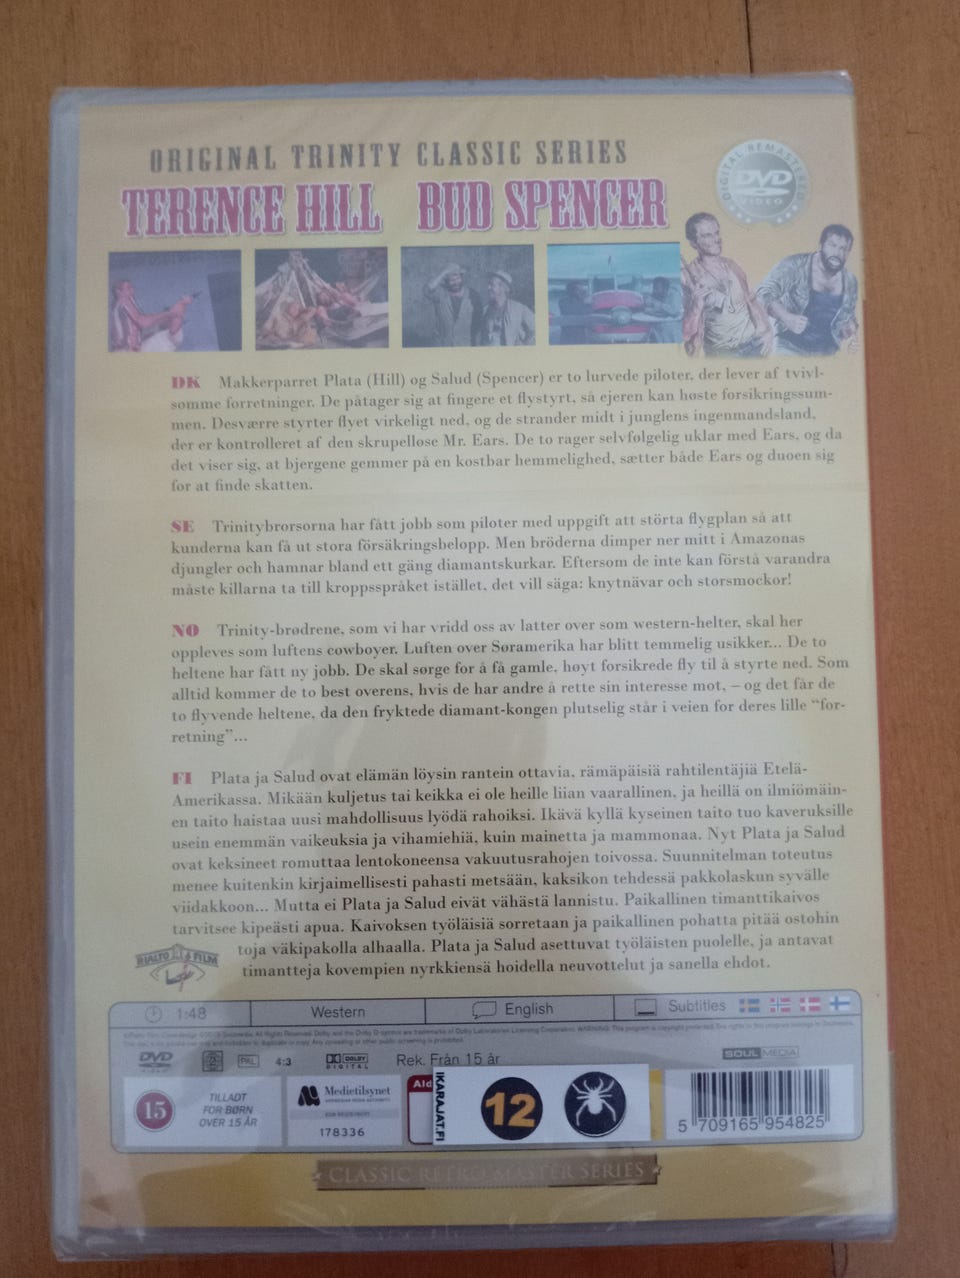 ORIGINAL TRINITY CLASSIC SERIES
TERENCE HILL BUD SPENCER
DIGITAL REMASTERED
DVD
VIDEO
DK Makkerparret Plata (Hill) og Salud (Spencer) er to lurvede piloter, der lever af tvivl-
somme forretninger. De påtager sig at fingere et flystyrt, så ejeren kan høste forsikringssum-
men. Desværre styrter flyet virkeligt ned, og de strander midt i junglens ingenmandsland,
der er kontrolleret af den skrupelløse Mr. Ears. De to rager selvfølgelig uklar med Ears, og da
det viser sig, at bjergene gemmer på en kostbar hemmelighed, sætter både Ears og duoen sig
for at finde skatten.
SE Trinitybrorsorna har fått jobb som piloter med uppgift att störta flygplan så att
kunderna kan få ut stora försäkringsbelopp. Men bröderna dimper ner mitt i Amazonas
djungler och hamnar bland ett gäng diamantskurkar. Eftersom de inte kan förstå varandra
måste killarna ta till kroppsspråket istället, det vill säga: knytnävar och storsmockor!
NO Trinity-brødrene, som vi har vridd oss av latter over som western-helter, skal her
oppleves som luftens cowboyer. Luften over Søramerika har blitt temmelig usikker... De to
heltene har fått ny jobb. De skal sørge for å få gamle, høyt forsikrede fly til å styrte ned. Som
alltid kommer de to best overens, hvis de har andre å rette sin interesse mot, – og det får de
to flyvende heltene, da den fryktede diamant-kongen plutselig står i veien for deres lille “for-
retning”...
FI Plata ja Salud ovat elämän löysin rantein ottavia, rämäpäisiä rahtilentäjiä Etelä-
Amerikassa. Mikään kuljetus tai keikka ei ole heille liian vaarallinen, ja heillä on ilmiömäin-
en taito haistaa uusi mahdollisuus lyödä rahoiksi. Ikävä kyllä kyseinen taito tuo kaveruksille
usein enemmän vaikeuksia ja vihamiehiä, kuin mainetta ja mammonaa. Nyt Plata ja Salud
ovat keksineet romuttaa lentokoneensa vakuutusrahojen toivossa. Suunnitelman toteutus
menee kuitenkin kirjaimellisesti pahasti metsään, kaksikon tehdessä pakkolaskun syvälle
viidakkoon... Mutta ei Plata ja Salud eivät vähästä lannistu. Paikallinen timanttikaivos
tarvitsee kipeästi apua. Kaivoksen työläisiä sorretaan ja paikallinen pohatta pitää ostohin
toja väkipakolla alhaalla. Plata ja Salud asettuvat työläisten puolelle, ja antavat
timantteja kovempien nyrkkiensä hoidella neuvottelut ja sanella ehdot.
RIALTO FILM
1:48 Western English Subtitles
DVD PAL 4:3 DOLBY DIGITAL Rek. Från 15 år SOUL MEDIA
15 TILLADT
FOR BØRN
OVER 15 ÅR
Medietilsynet
178336
Ald
IKARAJAT.FI
12
5 709165 954825
CLASSIC RETRO MASTER SERIES